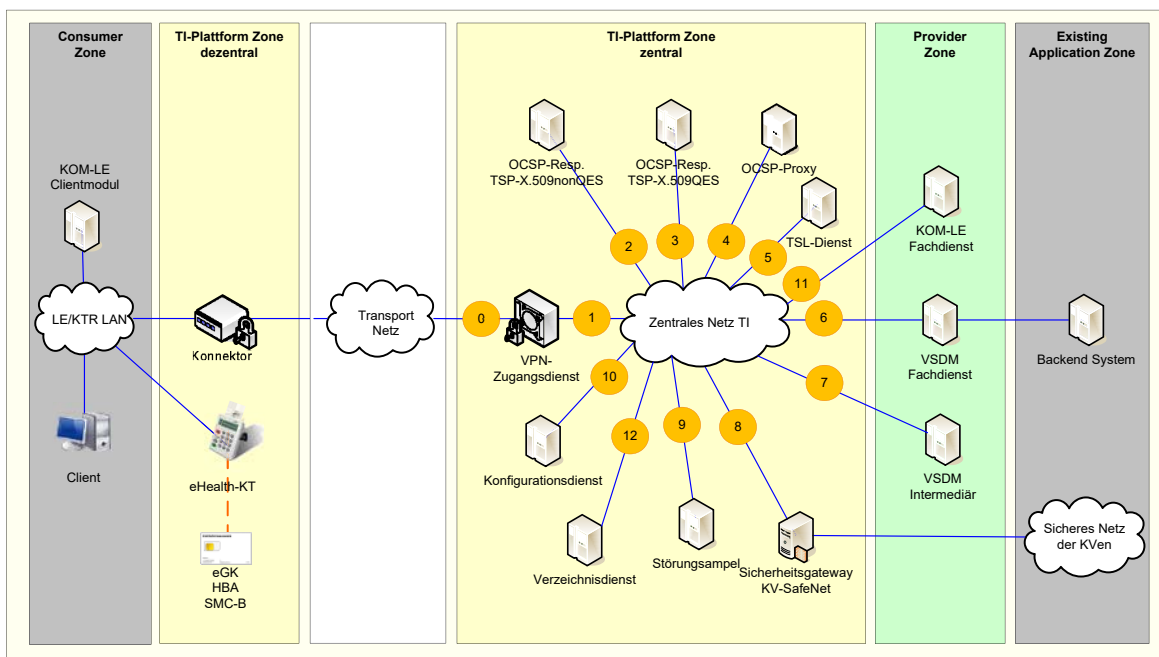 Consumer
Zone
TI-Plattform Zone
dezentral
TI-Plattform Zone
zentral
Provider
Zone
Existing
Application Zone
KOM-LE
Clientmodul
LE/KTR LAN
Client
Konnektor
eHealth-KT
eGK
HBA
SMC-B
Transport
Netz
0
VPN-
Zugangsdienst
1
OCSP-Resp.
TSP-X.509nonQES
OCSP-Resp.
TSP-X.509QES
OCSP-Proxy
TSL-Dienst
2
3
4
5
11
Zentrales Netz TI
6
7
10
12
9
8
Konfigurationsdienst
Verzeichnisdienst
Störungsampel
Sicherheitsgateway
KV-SafeNet
KOM-LE
Fachdienst
VSDM
Fachdienst
VSDM
Intermediär
Backend System
Sicheres Netz
der KVen